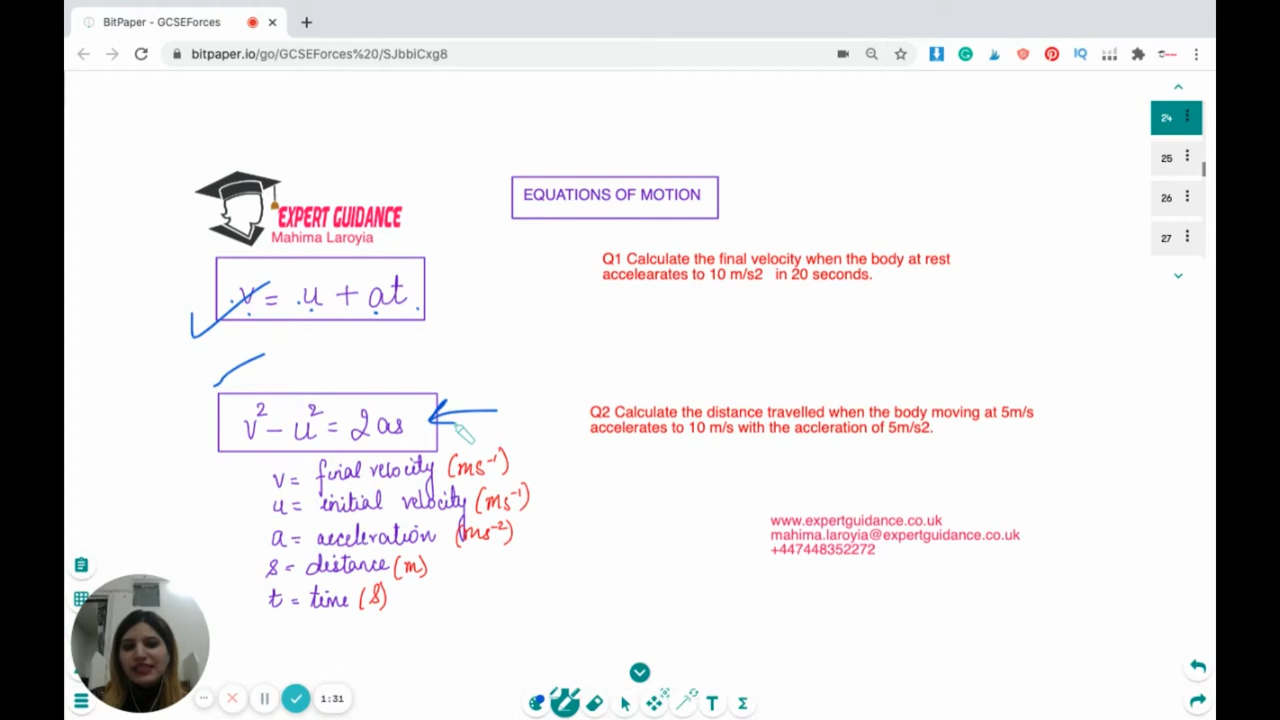 BitPaper - GCSEForces
bitpaper.io/go/GCSEForces%20/SJbbiCxg8
24
25
26
27
EXPERT GUIDANCE
Mahima Laroyia
EQUATIONS OF MOTION
v = u + at
Q1 Calculate the final velocity when the body at rest
accelearates to 10 m/s2 in 20 seconds.
v² - u² = 2as
Q2 Calculate the distance travelled when the body moving at 5m/s
accelerates to 10 m/s with the accleration of 5m/s2.
v = final velocity (ms⁻¹)
u = initial velocity (ms⁻¹)
a = acceleration (ms⁻²)
s = distance (m)
t = time (s)
www.expertguidance.co.uk
mahima.laroyia@expertguidance.co.uk
+447448352272
1:31
T
Σ